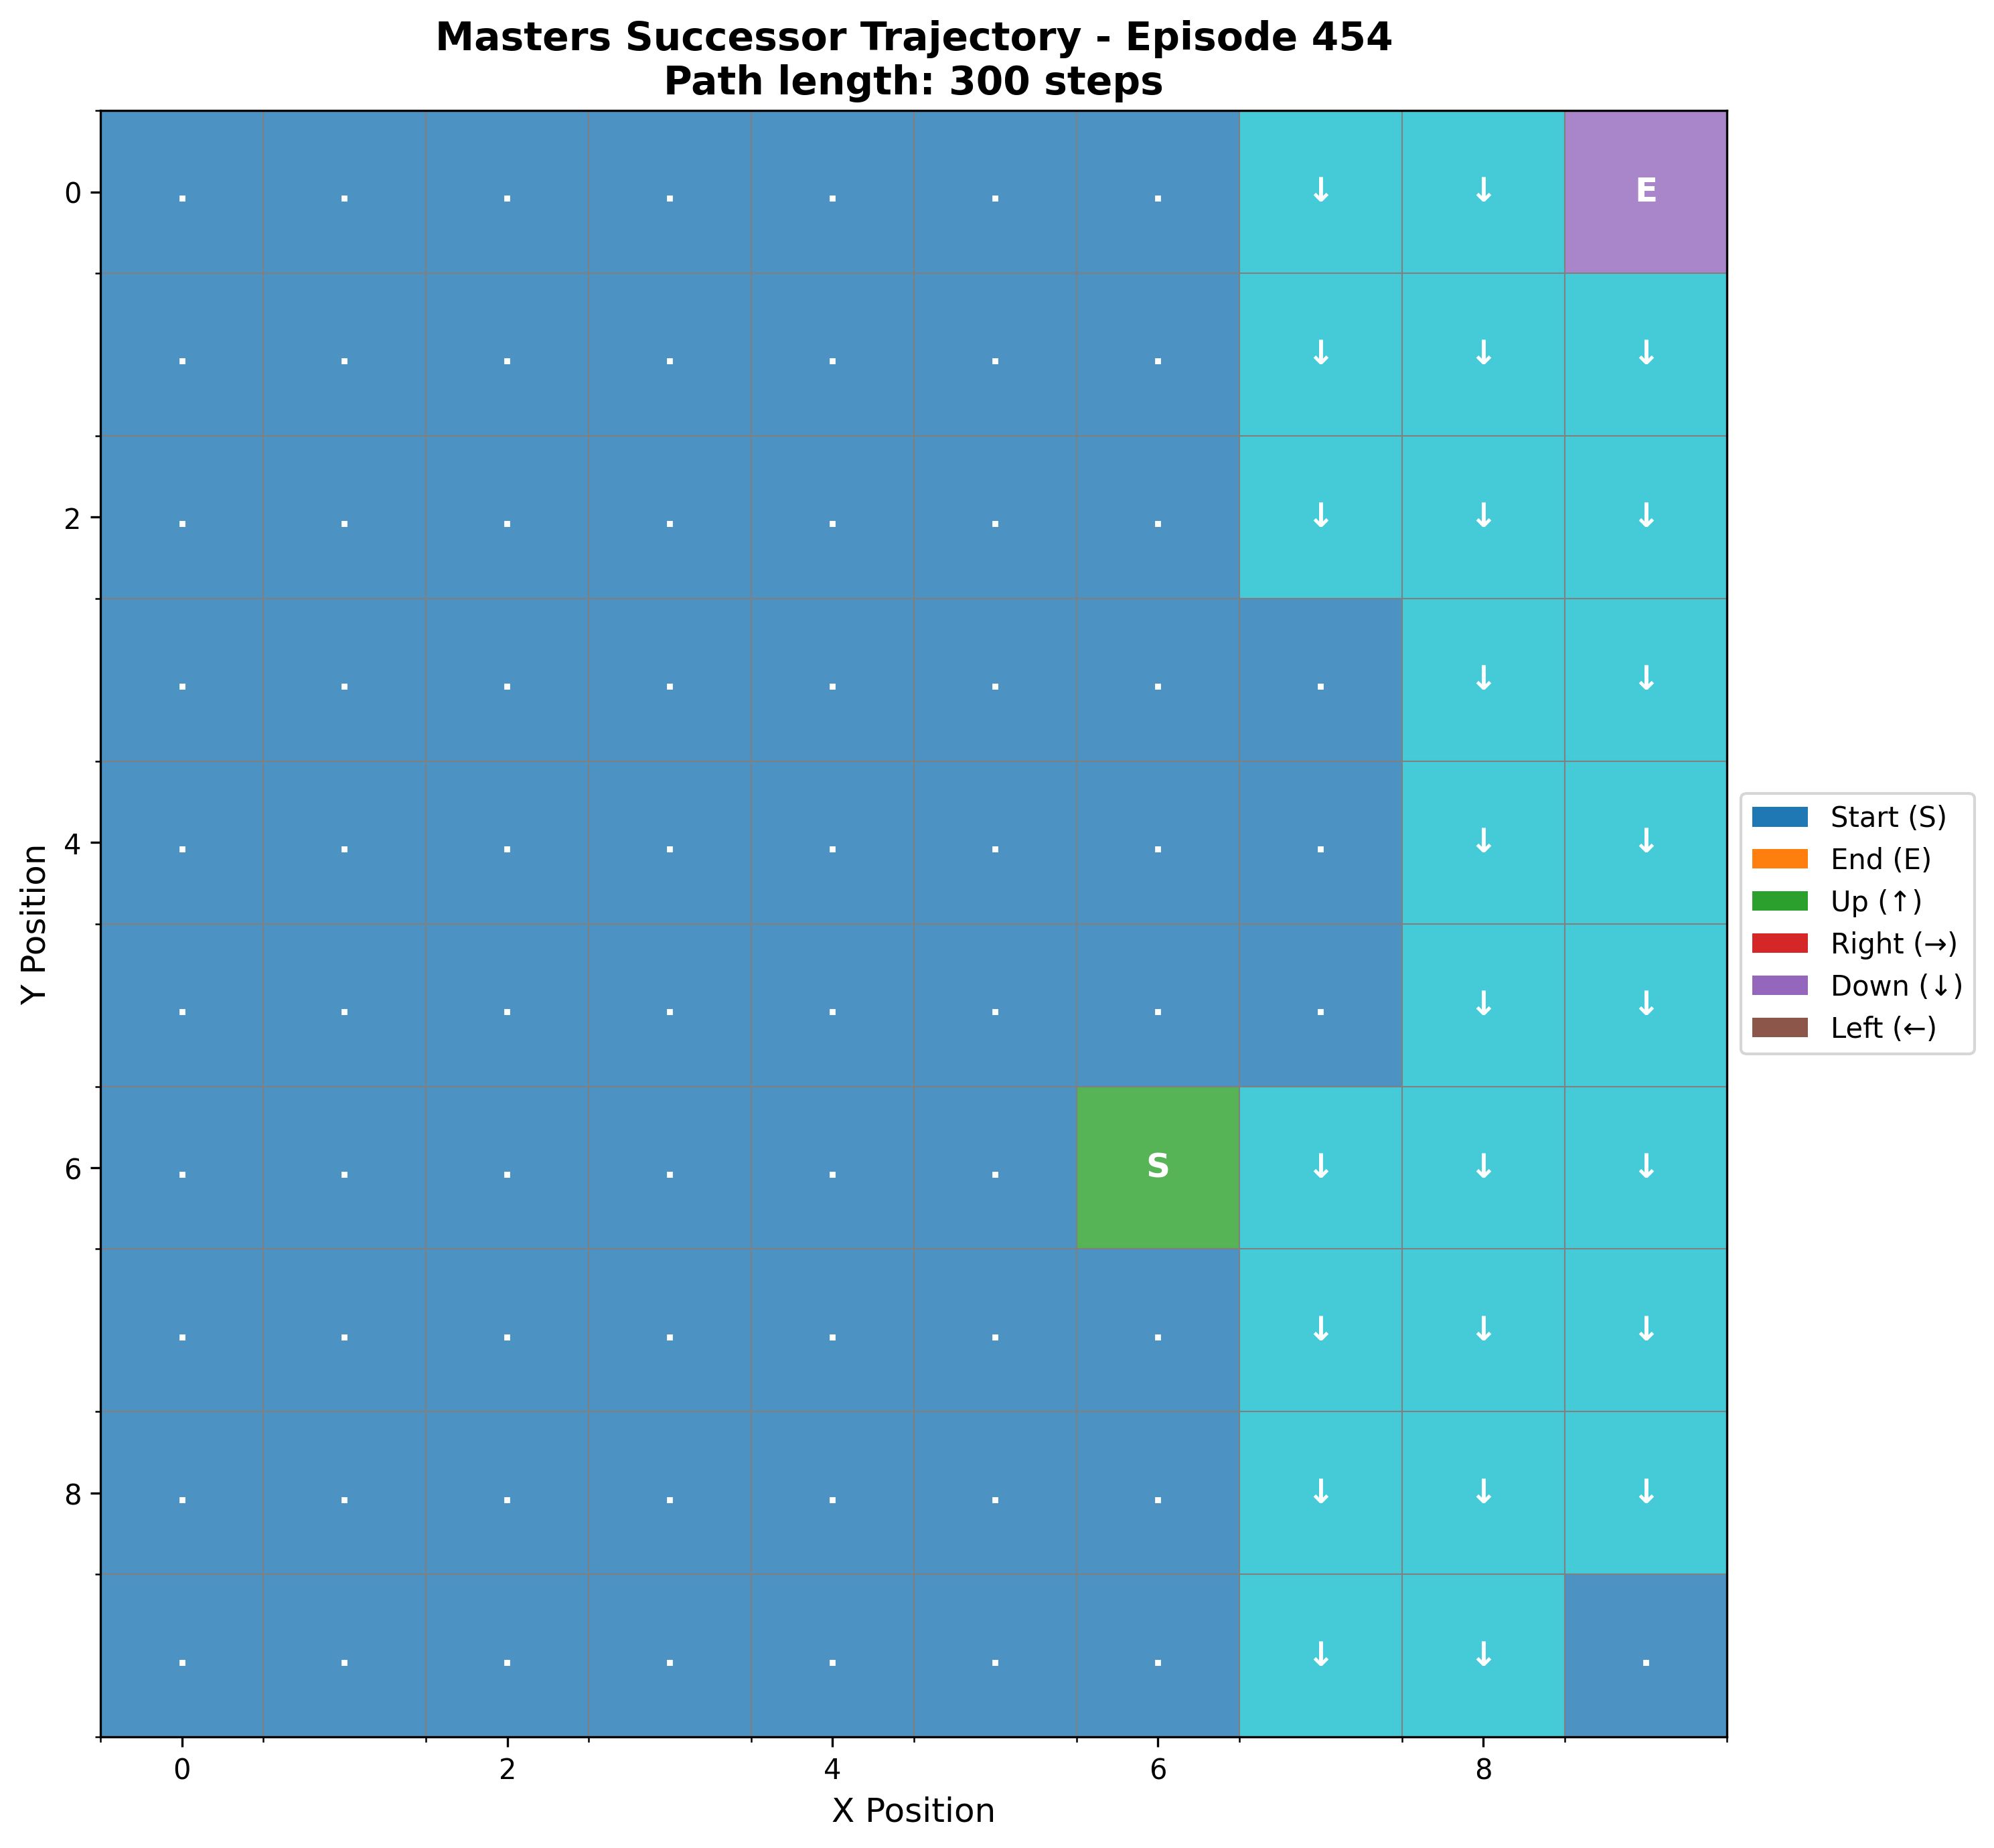 Masters Successor Trajectory - Episode 454
Path length: 300 steps
0 . . . . . . . ↓ ↓ E
. . . . . . . ↓ ↓ ↓
2 . . . . . . . ↓ ↓ ↓
. . . . . . . . ↓ ↓
4 . . . . . . . . ↓ ↓
. . . . . . . . ↓ ↓
6 . . . . . . S ↓ ↓ ↓
. . . . . . . ↓ ↓ ↓
8 . . . . . . . ↓ ↓ ↓
. . . . . . . ↓ ↓ .
0 2 4 6 8
X Position
Y Position
Start (S)
End (E)
Up (↑)
Right (→)
Down (↓)
Left (←)